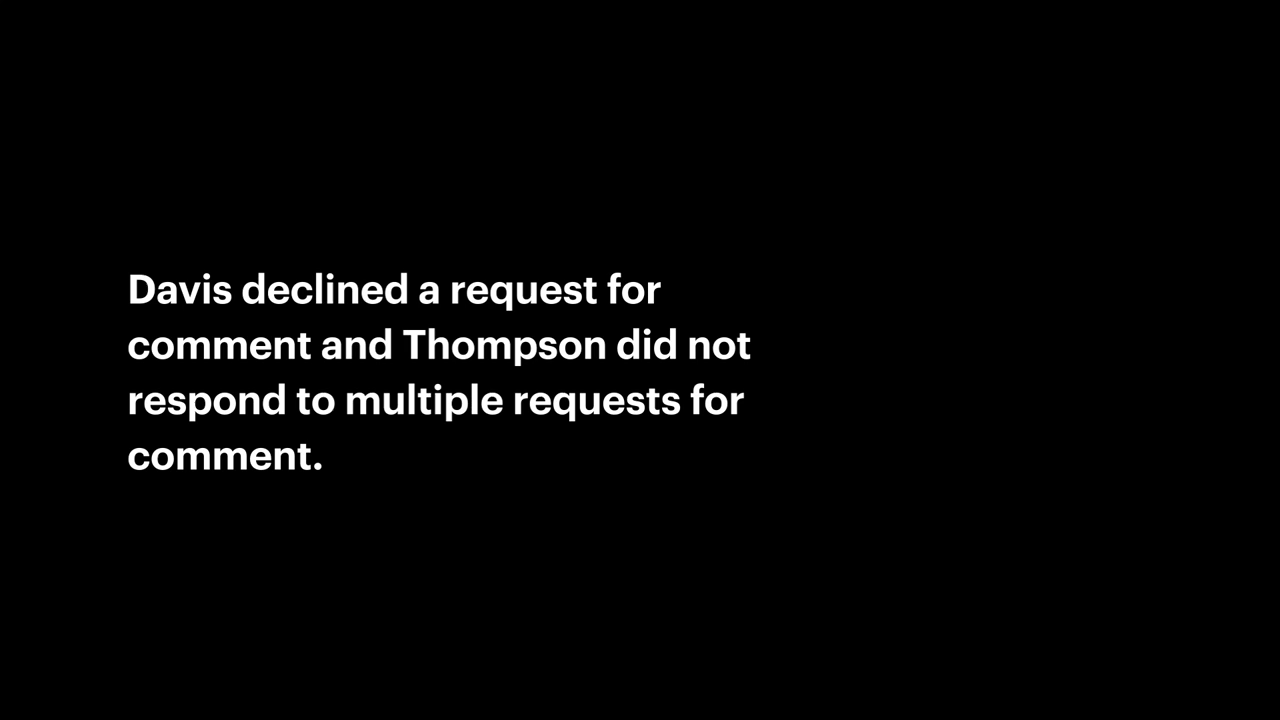 Davis declined a request for
comment and Thompson did not
respond to multiple requests for
comment.